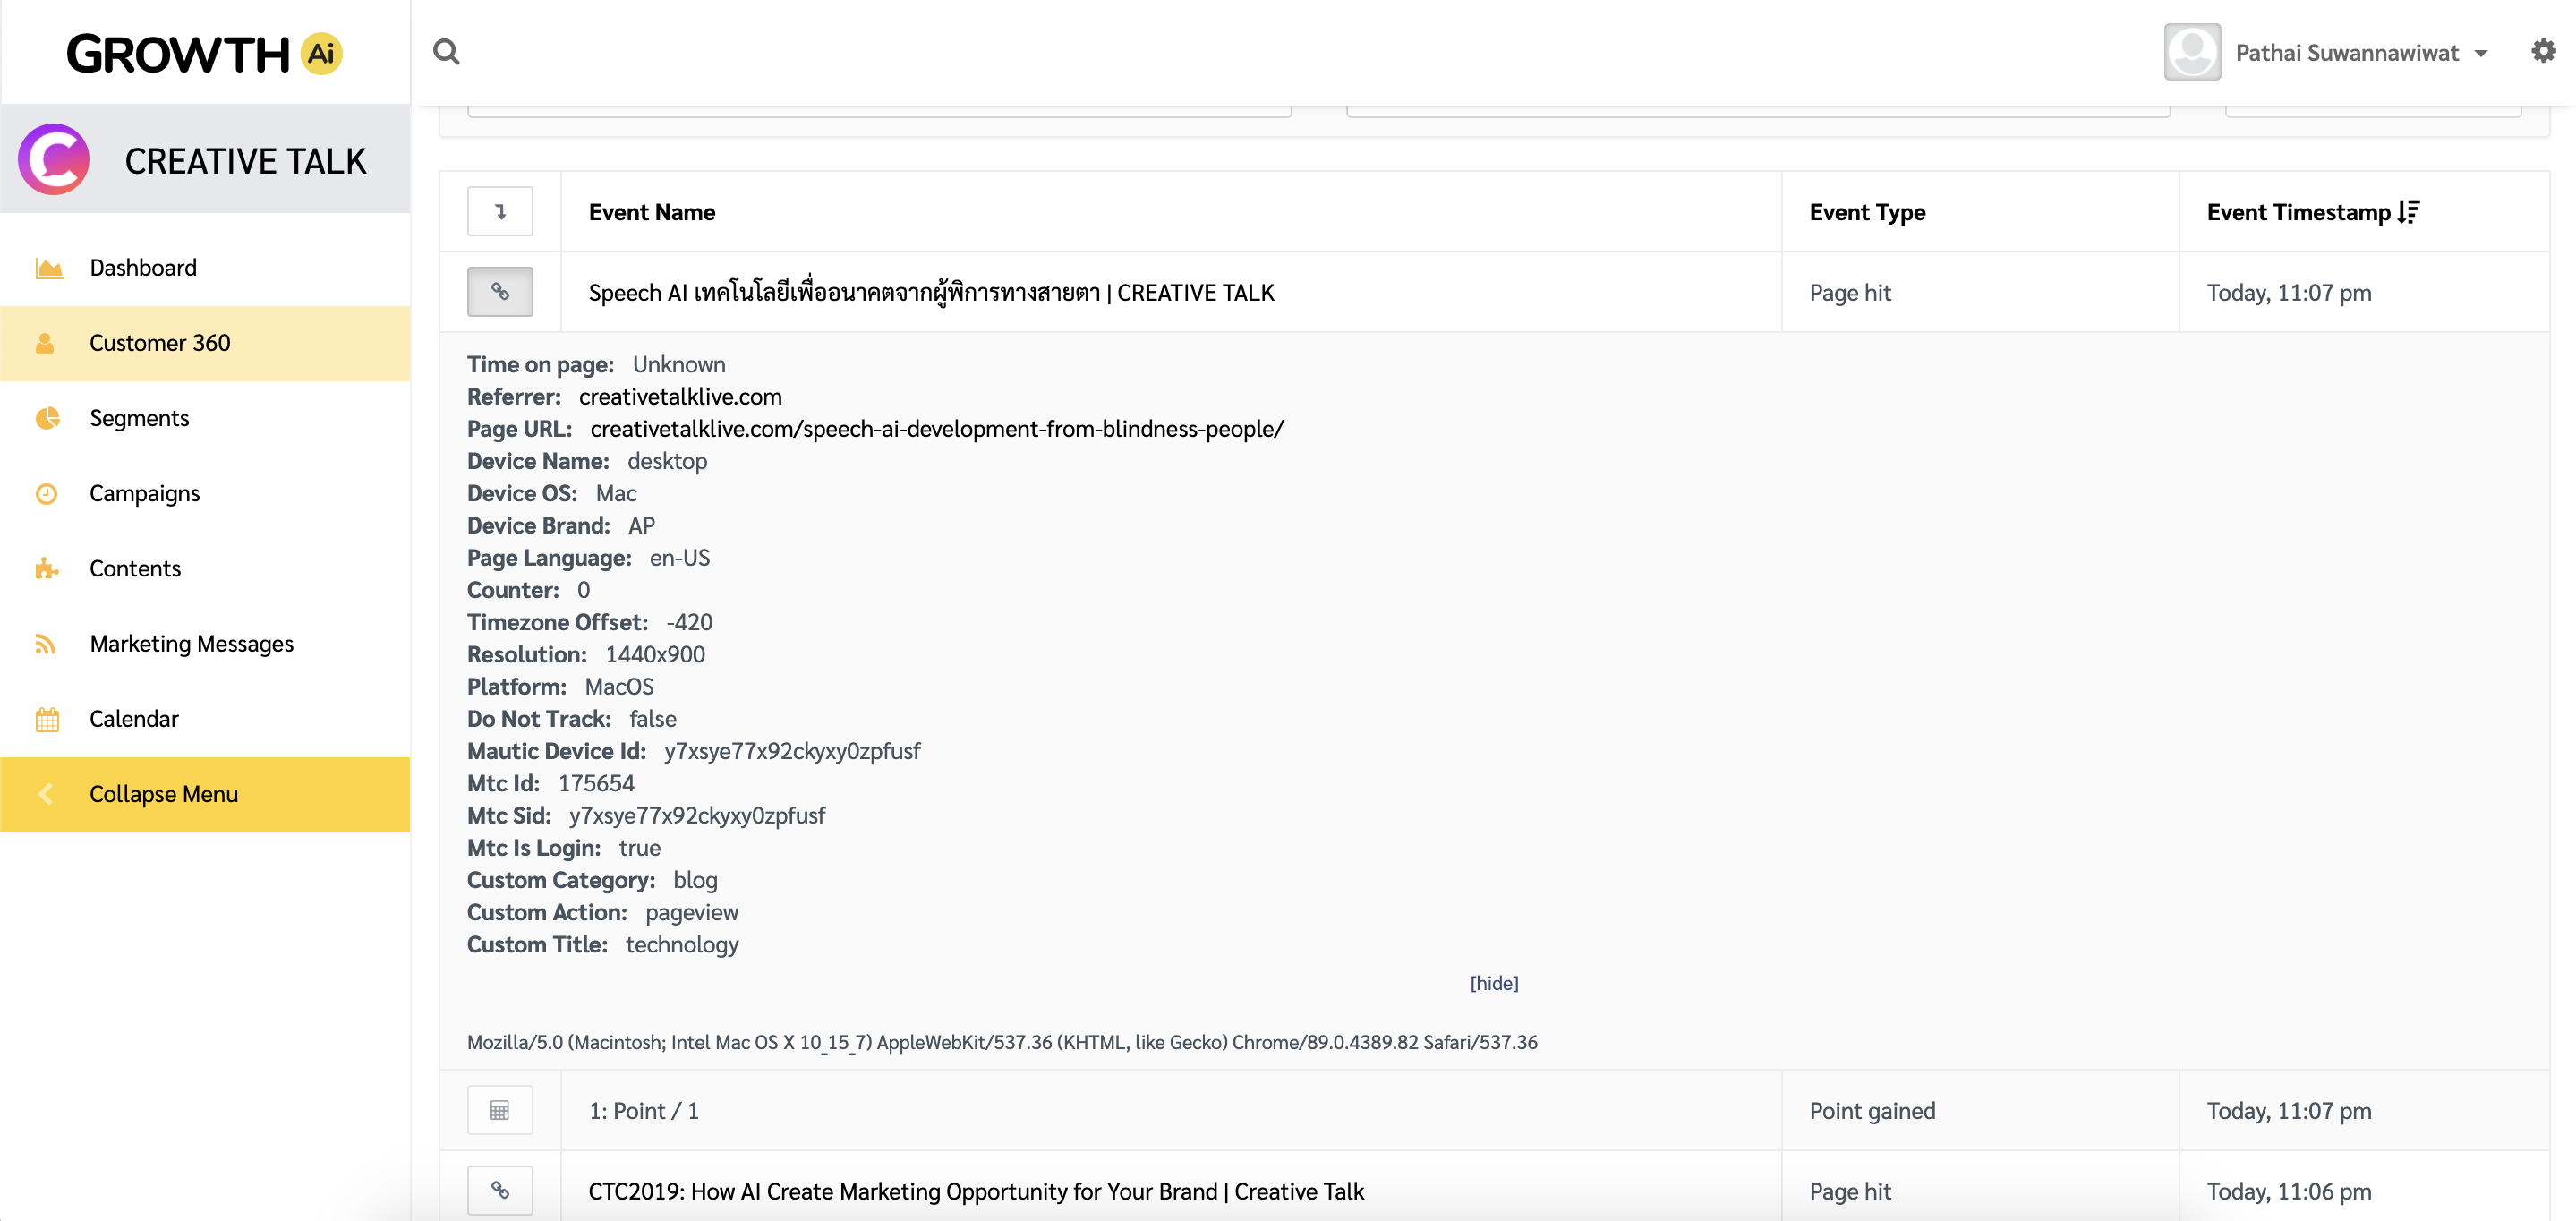 GROWTH Ai
Pathai Suwannawiwat
CREATIVE TALK
Dashboard
Customer 360
Segments
Campaigns
Contents
Marketing Messages
Calendar
Collapse Menu
Event Name Event Type Event Timestamp
Speech AI เทคโนโลยีเพื่ออนาคตจากผู้พิการทางสายตา | CREATIVE TALK Page hit Today, 11:07 pm
Time on page: Unknown
Referrer: creativetalklive.com
Page URL: creativetalklive.com/speech-ai-development-from-blindness-people/
Device Name: desktop
Device OS: Mac
Device Brand: AP
Page Language: en-US
Counter: 0
Timezone Offset: -420
Resolution: 1440x900
Platform: MacOS
Do Not Track: false
Mautic Device Id: y7xsye77x92ckyxy0zpfusf
Mtc Id: 175654
Mtc Sid: y7xsye77x92ckyxy0zpfusf
Mtc Is Login: true
Custom Category: blog
Custom Action: pageview
Custom Title: technology
[hide]
Mozilla/5.0 (Macintosh; Intel Mac OS X 10_15_7) AppleWebKit/537.36 (KHTML, like Gecko) Chrome/89.0.4389.82 Safari/537.36
1: Point / 1 Point gained Today, 11:07 pm
CTC2019: How AI Create Marketing Opportunity for Your Brand | Creative Talk Page hit Today, 11:06 pm